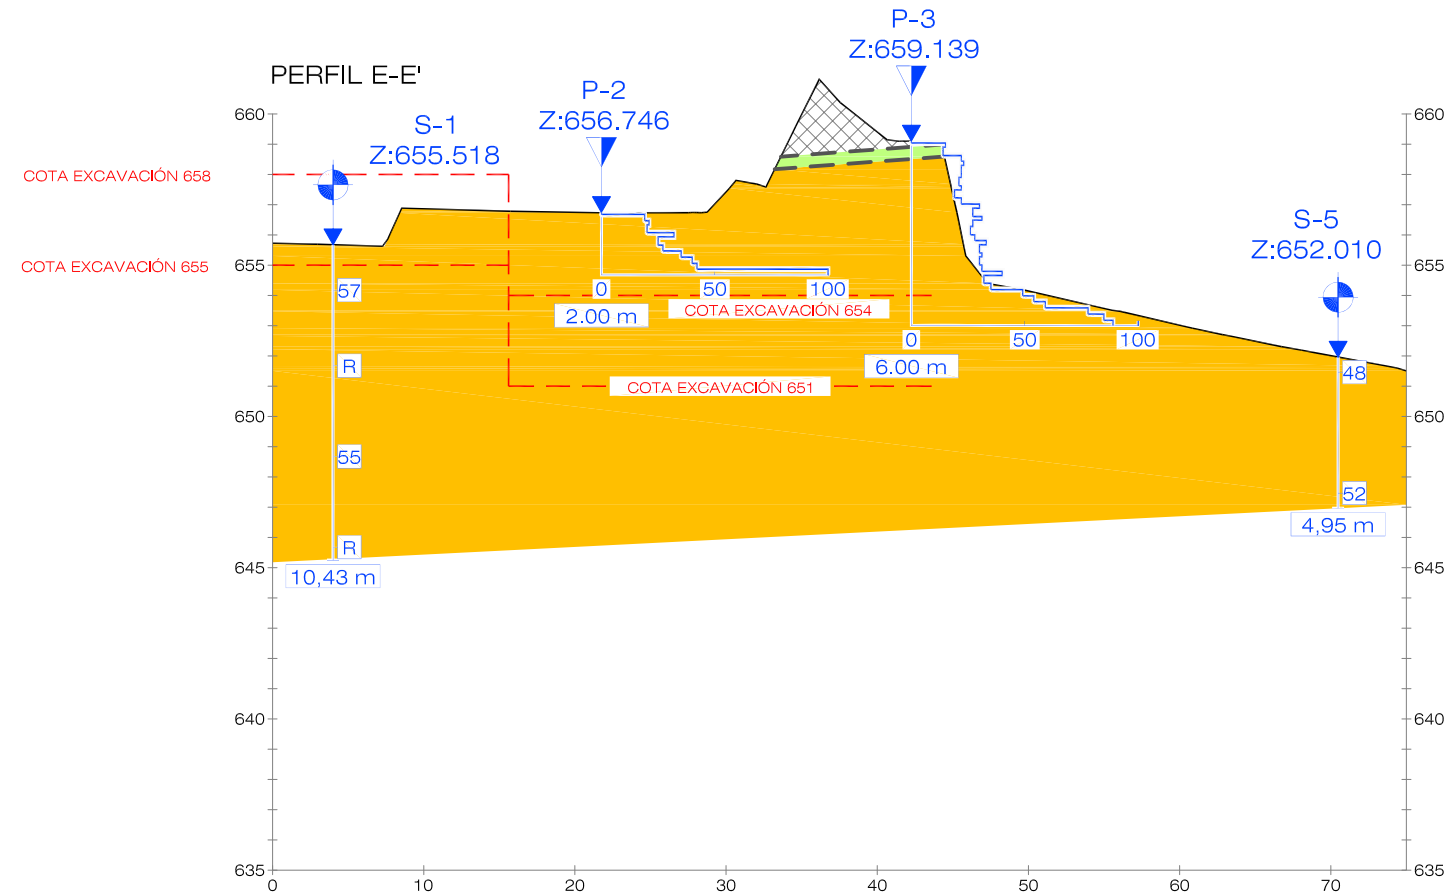 P-3
Z:659.139
PERFIL E-E'
P-2
Z:656.746
S-1
Z:655.518
660
660
COTA EXCAVACIÓN 658
S-5
Z:652.010
COTA EXCAVACIÓN 655
655
655
57
0
50
100
2.00 m
COTA EXCAVACIÓN 654
0
50
100
R
6.00 m
48
COTA EXCAVACIÓN 651
650
650
55
52
4,95 m
R
645
645
10,43 m
640
640
635
635
0
10
20
30
40
50
60
70